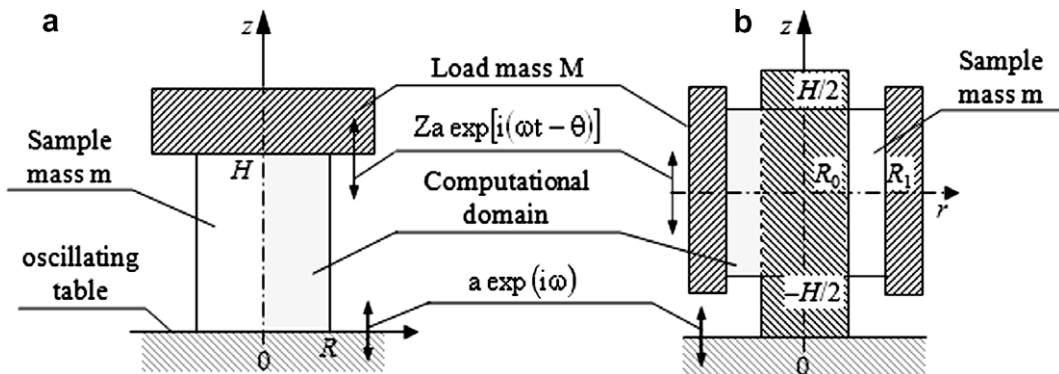 a
z
Load mass M
b
z
Sample
mass m
H/2
Za exp[i(ωt − θ)]
Sample
mass m
H
R₀
R₁
r
Computational
domain
oscillating
table
a exp (iω)
−H/2
0
R
0